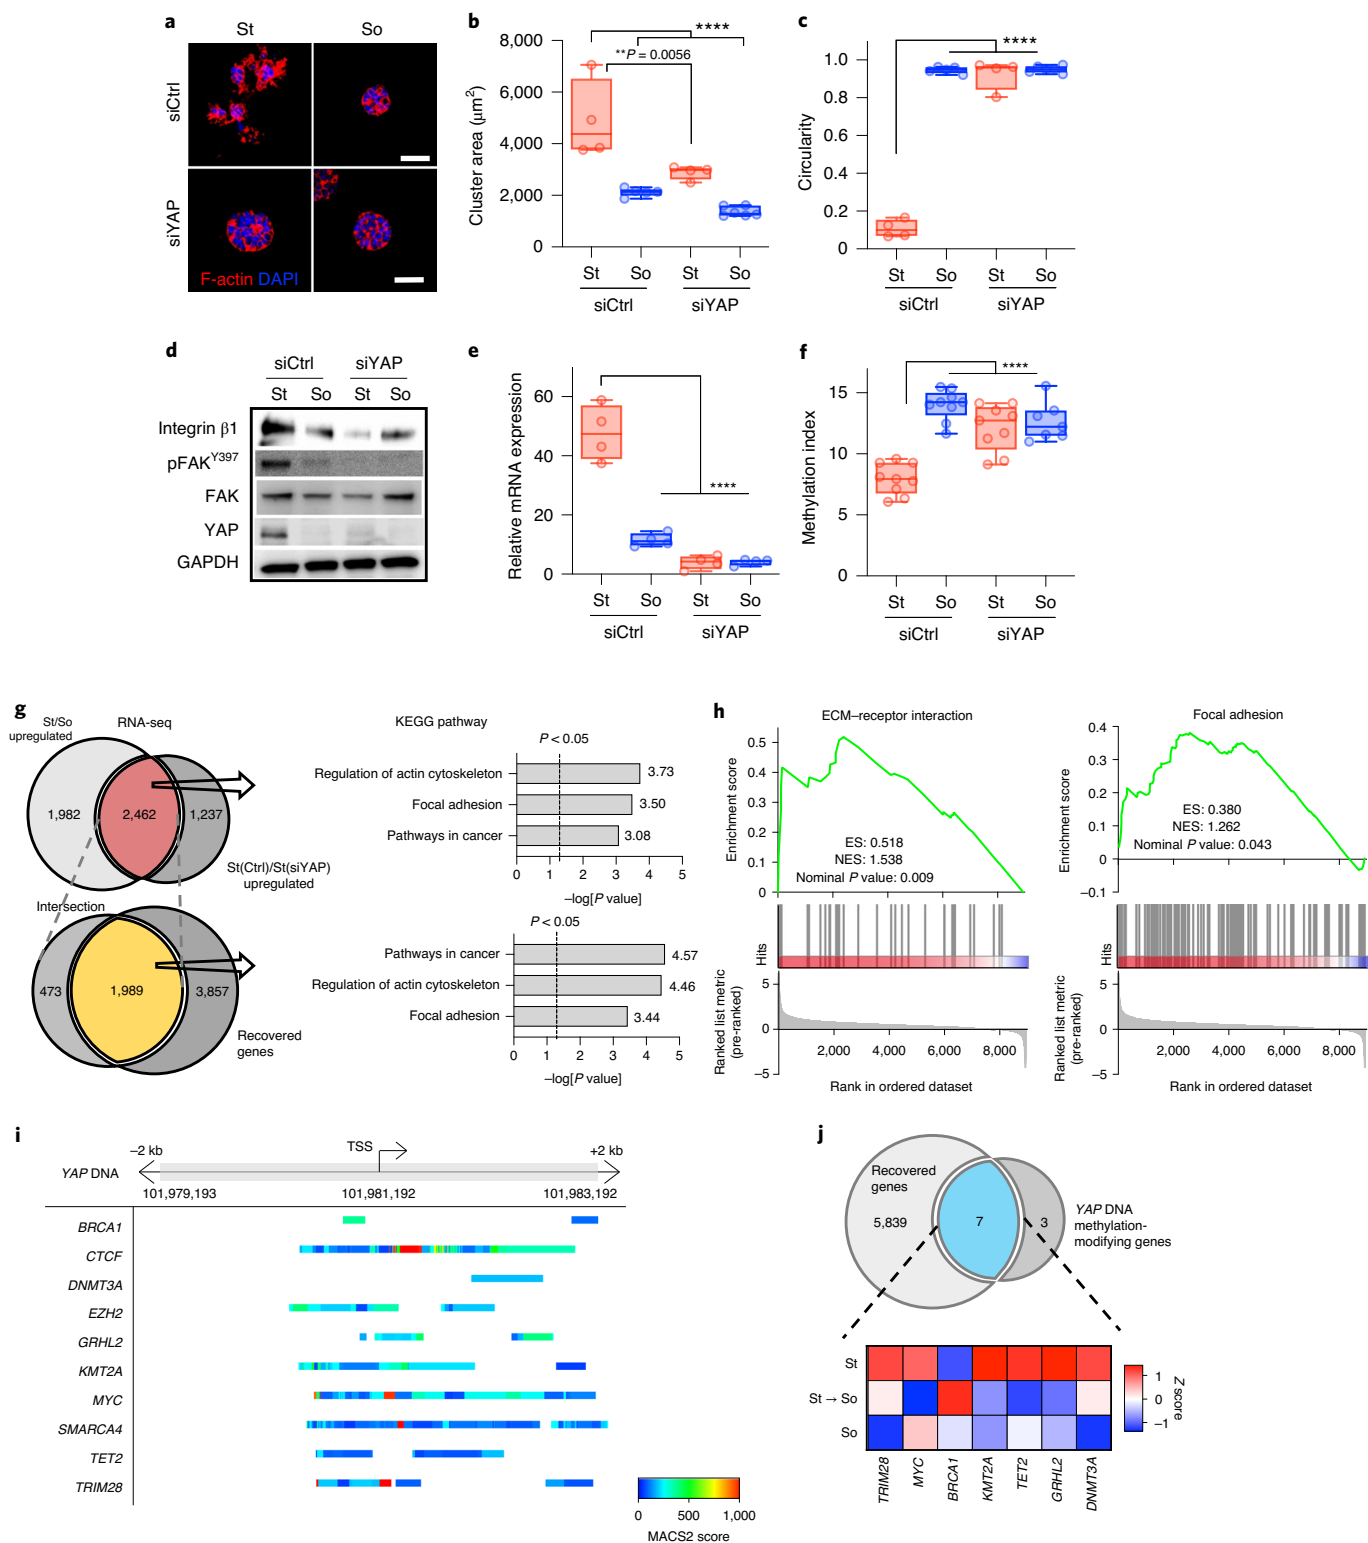 a
St
So
siCtrl
siYAP
F-actin DAPI
b
****
**P = 0.0056
Cluster area (μm²)
8,000
6,000
4,000
2,000
0
St So St So
siCtrl siYAP
c
****
Circularity
1.0
0.8
0.6
0.4
0.2
0
St So St So
siCtrl siYAP
d
siCtrl siYAP
St So St So
Integrin β1
pFAK^Y397
FAK
YAP
GAPDH
e
Relative mRNA expression
60
40
20
0
****
St So St So
siCtrl siYAP
f
Methylation index
15
10
5
0
****
St So St So
siCtrl siYAP
g
St/So
upregulated
RNA-seq
1,982
2,462
1,237
St(Ctrl)/St(siYAP)
upregulated
Intersection
473
1,989
3,857
Recovered
genes
KEGG pathway
P < 0.05
Regulation of actin cytoskeleton 3.73
Focal adhesion 3.50
Pathways in cancer 3.08
0 1 2 3 4 5
–log[P value]
P < 0.05
Pathways in cancer 4.57
Regulation of actin cytoskeleton 4.46
Focal adhesion 3.44
0 1 2 3 4 5
–log[P value]
h
ECM–receptor interaction
Enrichment score
0.5
0.4
0.3
0.2
0.1
0
ES: 0.518
NES: 1.538
Nominal P value: 0.009
Hits
Ranked list metric
(pre-ranked)
5
0
–5
2,000 4,000 6,000 8,000
Rank in ordered dataset
Focal adhesion
Enrichment score
0.4
0.3
0.2
0.1
0
–0.1
ES: 0.380
NES: 1.262
Nominal P value: 0.043
Hits
Ranked list metric
(pre-ranked)
5
0
–5
2,000 4,000 6,000 8,000
Rank in ordered dataset
i
–2 kb
TSS
+2 kb
YAP DNA
101,979,193 101,981,192 101,983,192
BRCA1
CTCF
DNMT3A
EZH2
GRHL2
KMT2A
MYC
SMARCA4
TET2
TRIM28
0 500 1,000
MACS2 score
j
Recovered
genes
5,839
7
3
YAP DNA
methylation-
modifying genes
St
St → So
So
TRIM28
MYC
BRCA1
KMT2A
TET2
GRHL2
DNMT3A
1
0
–1
Z score